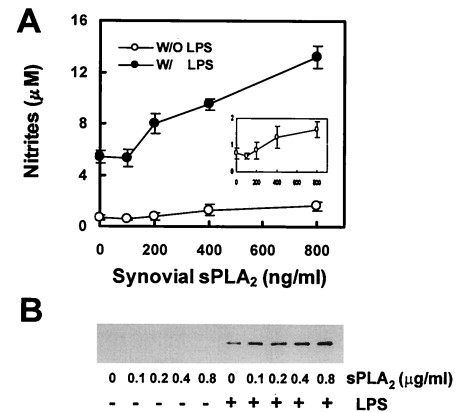 A
16
12
8
4
0
Nitrites (μM)
W/O LPS
W/ LPS
2
1
0
0 200 400 600 800
0 200 400 600 800
Synovial sPLA₂ (ng/ml)
B
0 0.1 0.2 0.4 0.8 0 0.1 0.2 0.4 0.8 sPLA₂ (μg/ml)
- - - - - + + + + + LPS